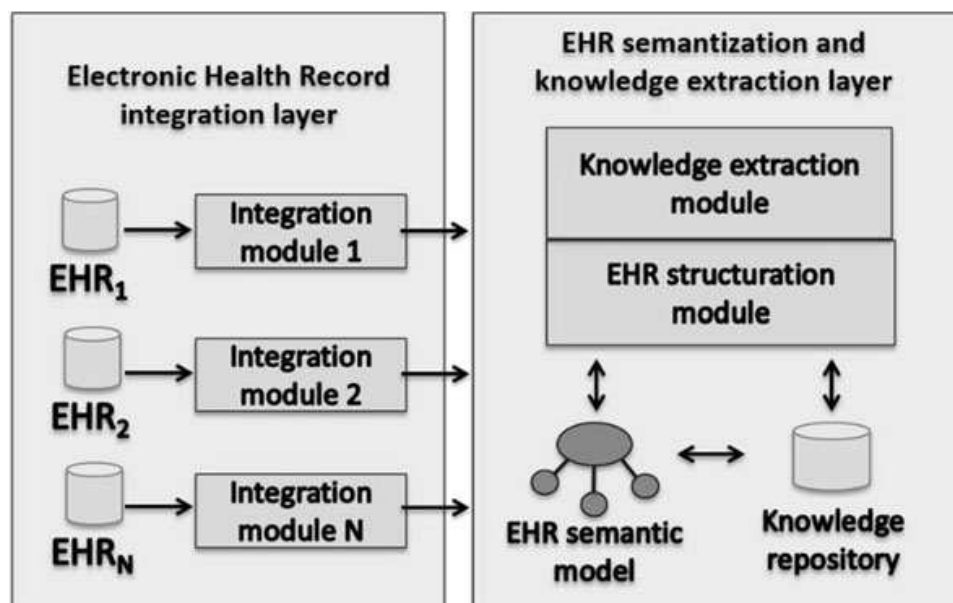 Electronic Health Record
integration layer
EHR₁
Integration
module 1
EHR₂
Integration
module 2
EHR_N
Integration
module N
EHR semantization and
knowledge extraction layer
Knowledge extraction
module
EHR structuration
module
EHR semantic
model
Knowledge
repository